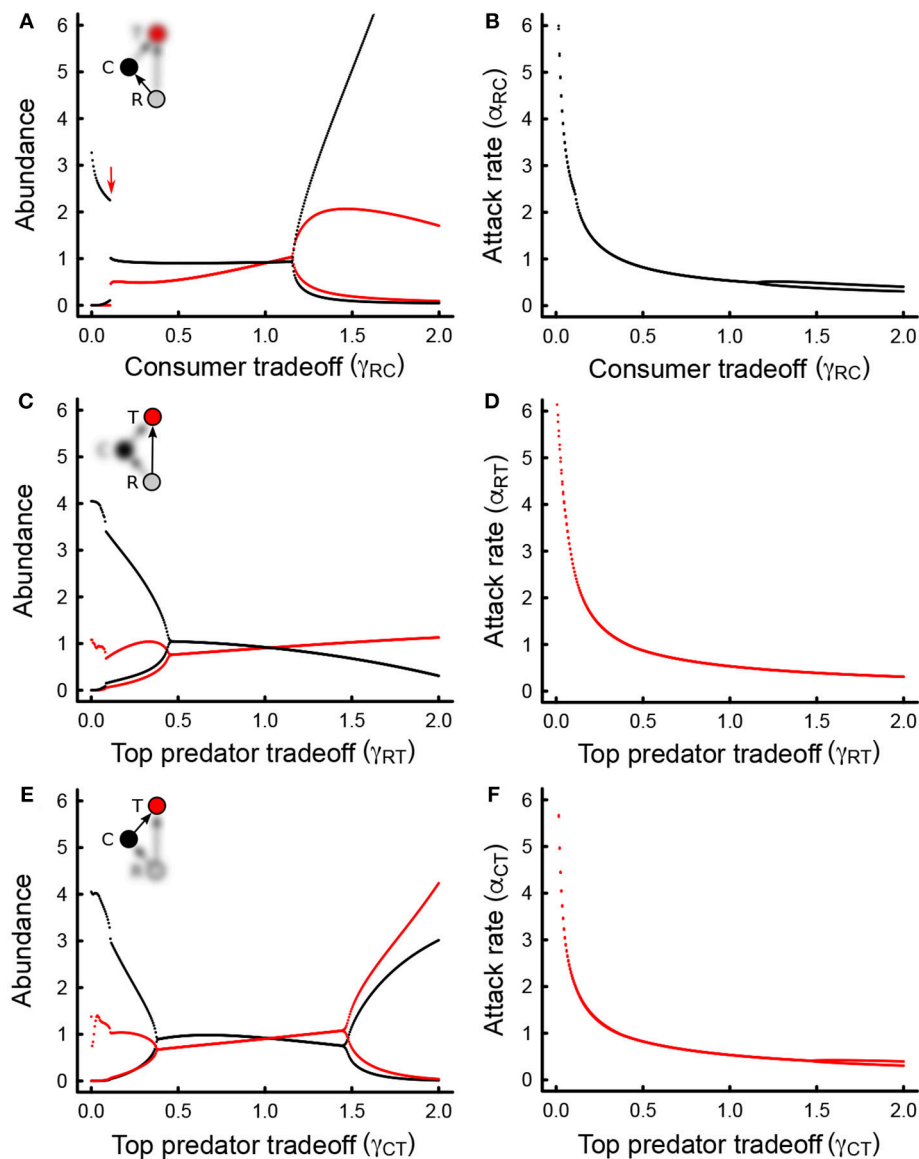 A
6
5
4
3
2
1
0
Abundance
C
R
0.0 0.5 1.0 1.5 2.0
Consumer tradeoff (γRC)
B
6
5
4
3
2
1
0
Attack rate (αRC)
0.0 0.5 1.0 1.5 2.0
Consumer tradeoff (γRC)
C
6
5
4
3
2
1
0
Abundance
T
R
0.0 0.5 1.0 1.5 2.0
Top predator tradeoff (γRT)
D
6
5
4
3
2
1
0
Attack rate (αRT)
0.0 0.5 1.0 1.5 2.0
Top predator tradeoff (γRT)
E
6
5
4
3
2
1
0
Abundance
T
C
0.0 0.5 1.0 1.5 2.0
Top predator tradeoff (γCT)
F
6
5
4
3
2
1
0
Attack rate (αCT)
0.0 0.5 1.0 1.5 2.0
Top predator tradeoff (γCT)